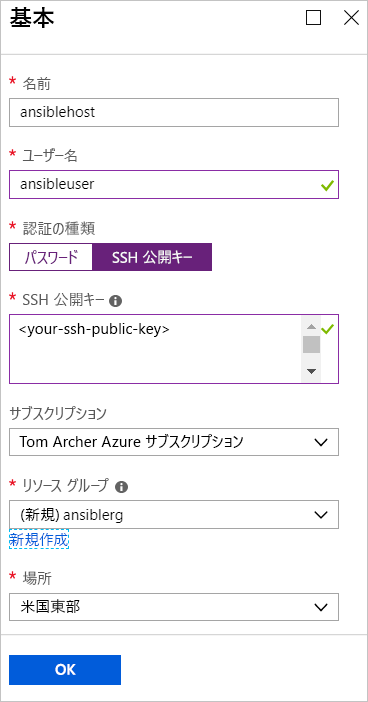 基本
* 名前
ansiblehost
* ユーザー名
ansibleuser
* 認証の種類
パスワード SSH 公開キー
* SSH 公開キー
<your-ssh-public-key>
サブスクリプション
Tom Archer Azure サブスクリプション
* リソース グループ
(新規) ansiblerg
新規作成
* 場所
米国東部
OK